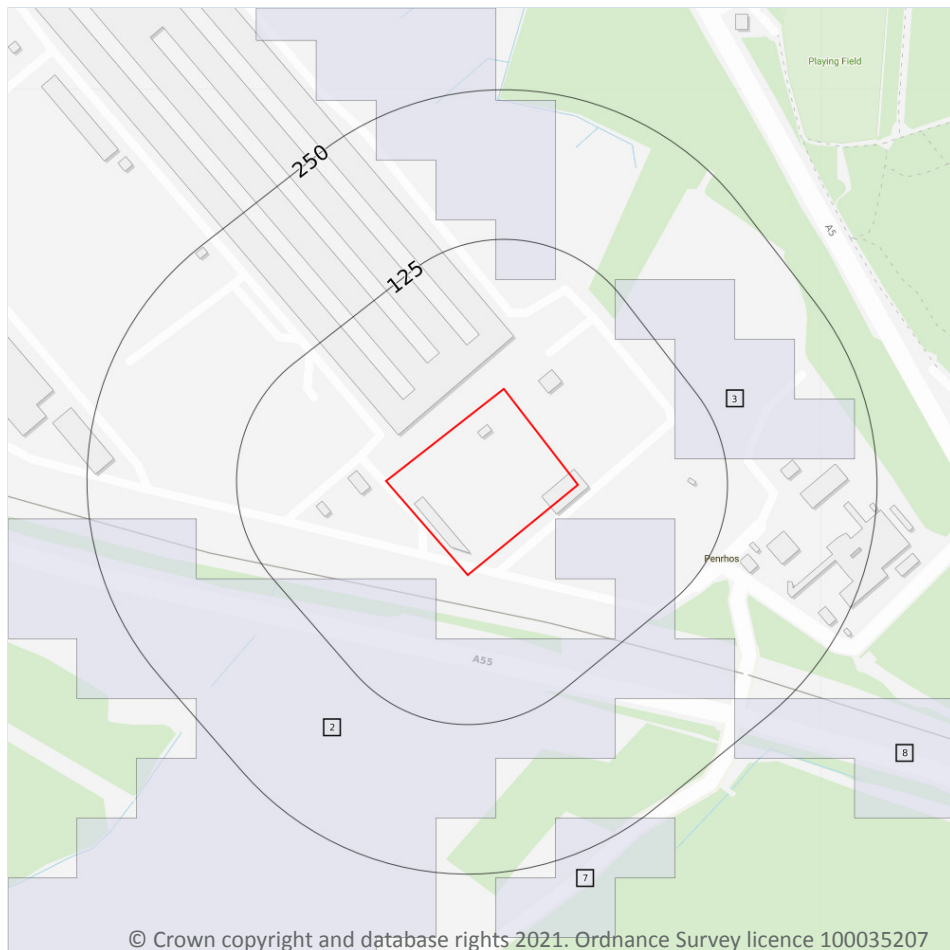 Playing Field
250
A5
125
3
Penrhos
A55
2
8
7
© Crown copyright and database rights 2021. Ordnance Survey licence 100035207